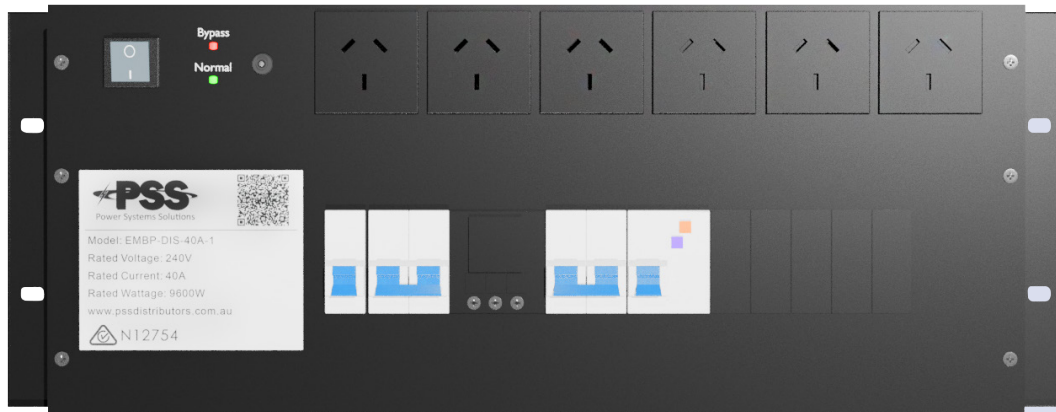 Bypass
Normal
O
I
PSS
Power Systems Solutions
Model: EMBP-DIS-40A-1
Rated Voltage: 240V
Rated Current: 40A
Rated Wattage: 9600W
www.pssdistributors.com.au
N12754